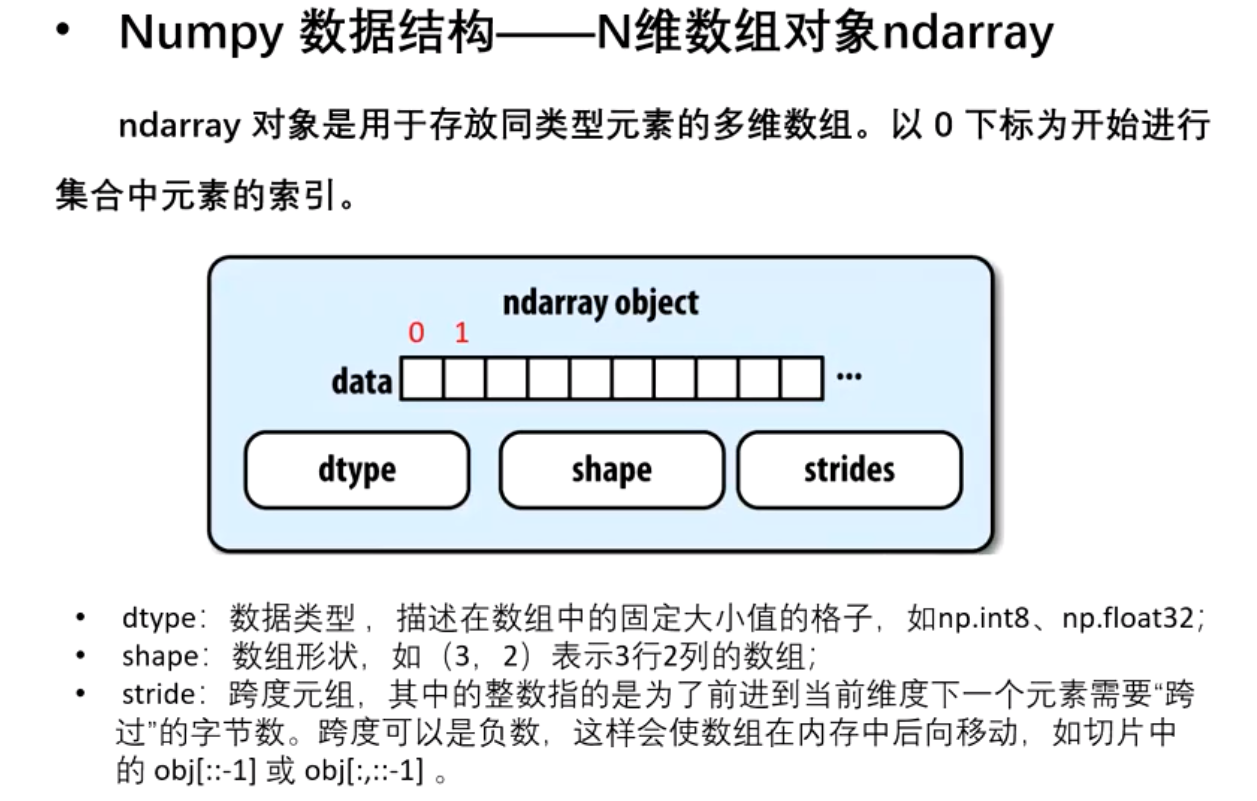 • Numpy 数据结构——N维数组对象ndarray
ndarray 对象是用于存放同类型元素的多维数组。以 0 下标为开始进行
集合中元素的索引。
ndarray object
0 1
data ...
dtype shape strides
• dtype：数据类型，描述在数组中的固定大小值的格子，如np.int8、np.float32；
• shape：数组形状，如（3，2）表示3行2列的数组；
• stride：跨度元组，其中的整数指的是为了前进到当前维度下一个元素需要“跨
过”的字节数。跨度可以是负数，这样会使数组在内存中后向移动，如切片中
的 obj[::-1] 或 obj[:,::-1] 。